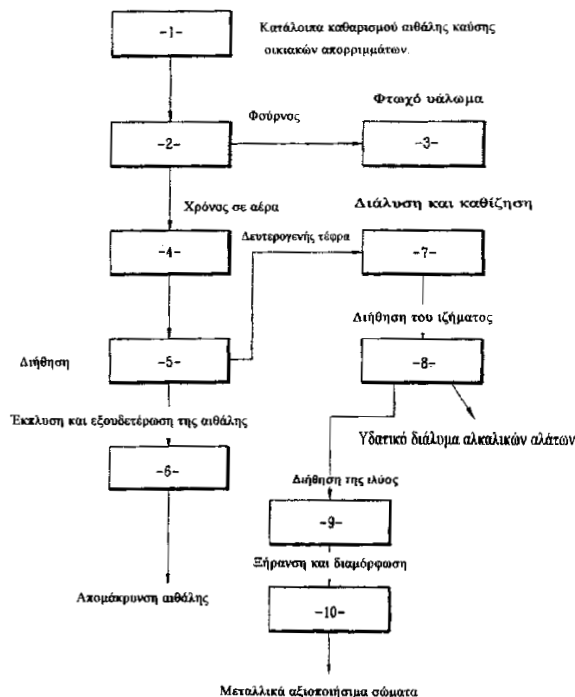 -1-
Κατάλοιπα καθαρισμού αιθάλης καύσης
οικιακών απορριμμάτων.
Φτωχό υάλωμα
Φούρνος
-2-
-3-
Χρόνος σε αέρα
Διάλυση και καθίζηση
Δευτερογενής τέφρα
-4-
-7-
Διήθηση του ιζήματος
Διήθηση
-5-
-8-
Έκπλυση και εξουδετέρωση της αιθάλης
Υδατικό διάλυμα αλκαλικών αλάτων
-6-
Διήθηση της ιλύος
-9-
Ξήρανση και διαμόρφωση
Απομάκρυνση αιθάλης
-10-
Μεταλλικά αξιοποιήσιμα σώματα